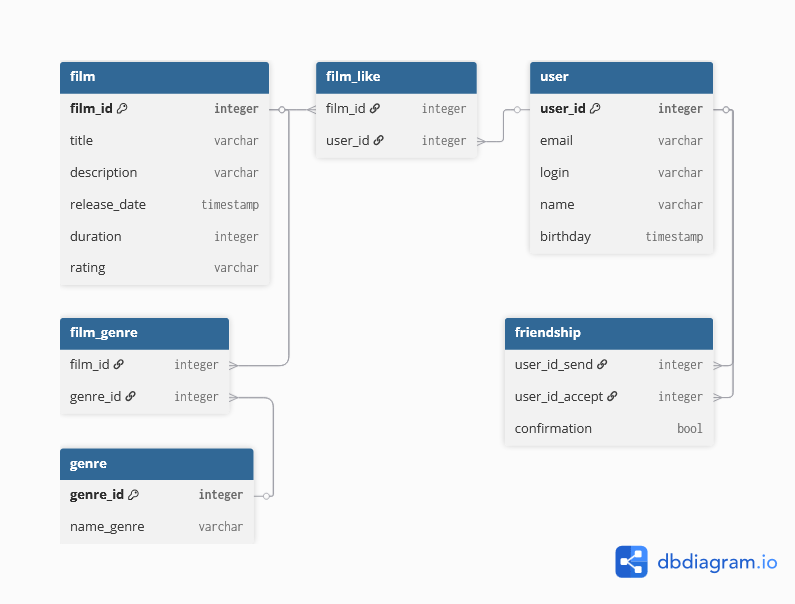 film
film_id integer
title varchar
description varchar
release_date timestamp
duration integer
rating varchar
film_like
film_id integer
user_id integer
user
user_id integer
email varchar
login varchar
name varchar
birthday timestamp
film_genre
film_id integer
genre_id integer
friendship
user_id_send integer
user_id_accept integer
confirmation bool
genre
genre_id integer
name_genre varchar
dbdiagram.io